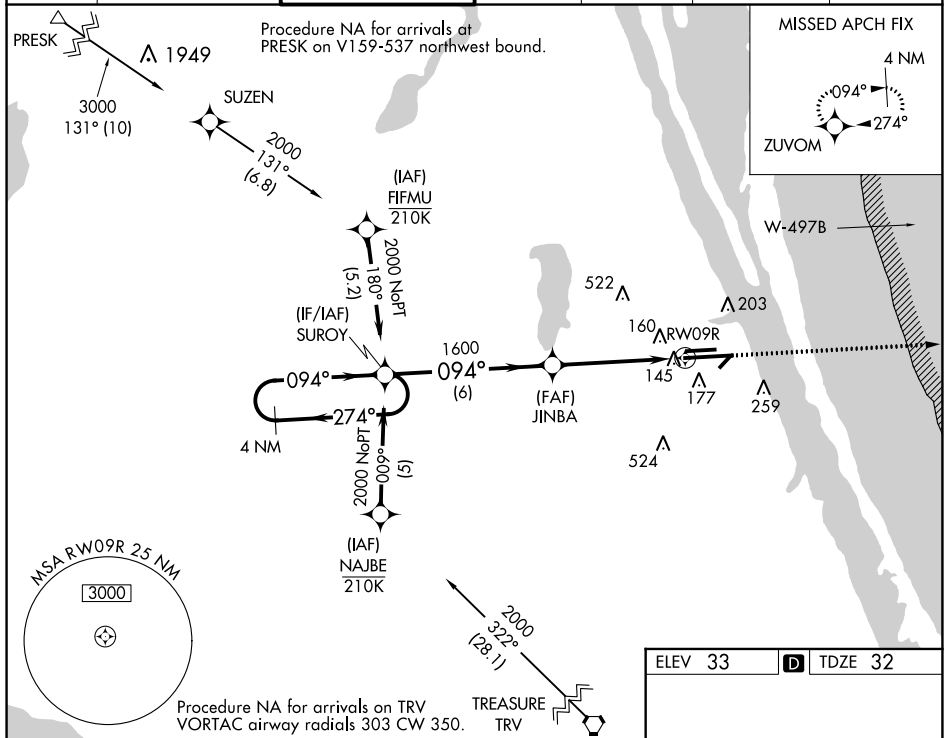 Procedure NA for arrivals at
PRESK on V159-537 northwest bound.
PRESK
1949
3000
131° (10)
SUZEN
2000
131°
(6.8)
MISSED APCH FIX
4 NM
094°
274°
ZUVOM
W-497B
(IAF)
FIFMU
210K
2000 NoPT
180°
(5.2)
(IF/IAF)
SUROY
1600
094°
(6)
094°
274°
4 NM
(FAF)
JINBA
522
203
160
RW09R
145
177
259
524
2000 NoPT
009°
(5)
(IAF)
NAJBE
210K
MSA RW09R 25 NM
3000
2000
322°
(28.1)
TREASURE
TRV
Procedure NA for arrivals on TRV
VORTAC airway radials 303 CW 350.
ELEV 33
D
TDZE 32